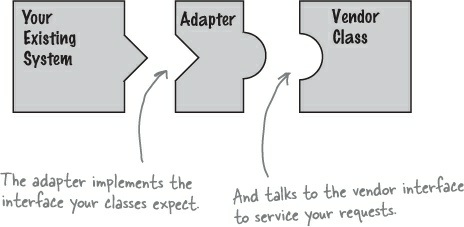 Your
Existing
System
Adapter
Vendor
Class
The adapter implements the
interface your classes expect.
And talks to the vendor interface
to service your requests.